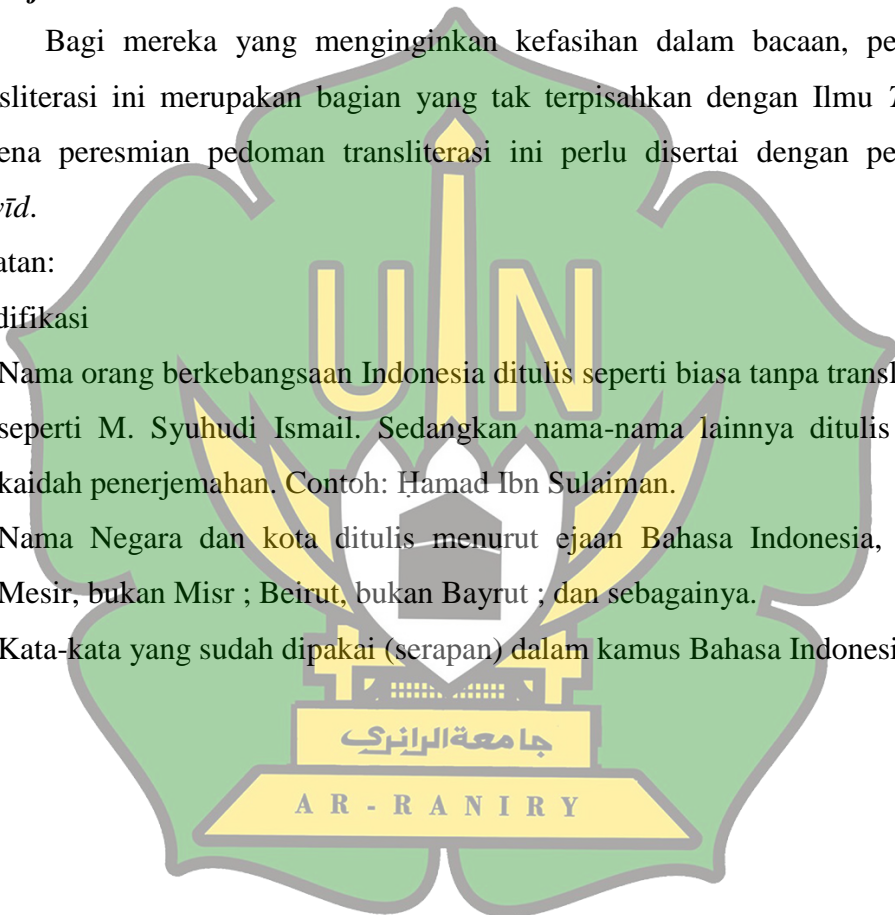 Bagi mereka yang menginginkan kefasihan dalam bacaan, pe
sliterasi ini merupakan bagian yang tak terpisahkan dengan Ilmu
ena peresmian pedoman transliterasi ini perlu disertai dengan pe
īd.
atan:
difikasi
Nama orang berkebangsaan Indonesia ditulis seperti biasa tanpa transl
seperti M. Syuhudi Ismail. Sedangkan nama-nama lainnya ditulis
kaidah penerjemahan. Contoh: Ḥamad Ibn Sulaiman.
Nama Negara dan kota ditulis menurut ejaan Bahasa Indonesia,
Mesir, bukan Misr ; Beirut, bukan Bayrut ; dan sebagainya.
Kata-kata yang sudah dipakai (serapan) dalam kamus Bahasa Indonesi
UIN
جامعةالرانري
AR-RANIRY